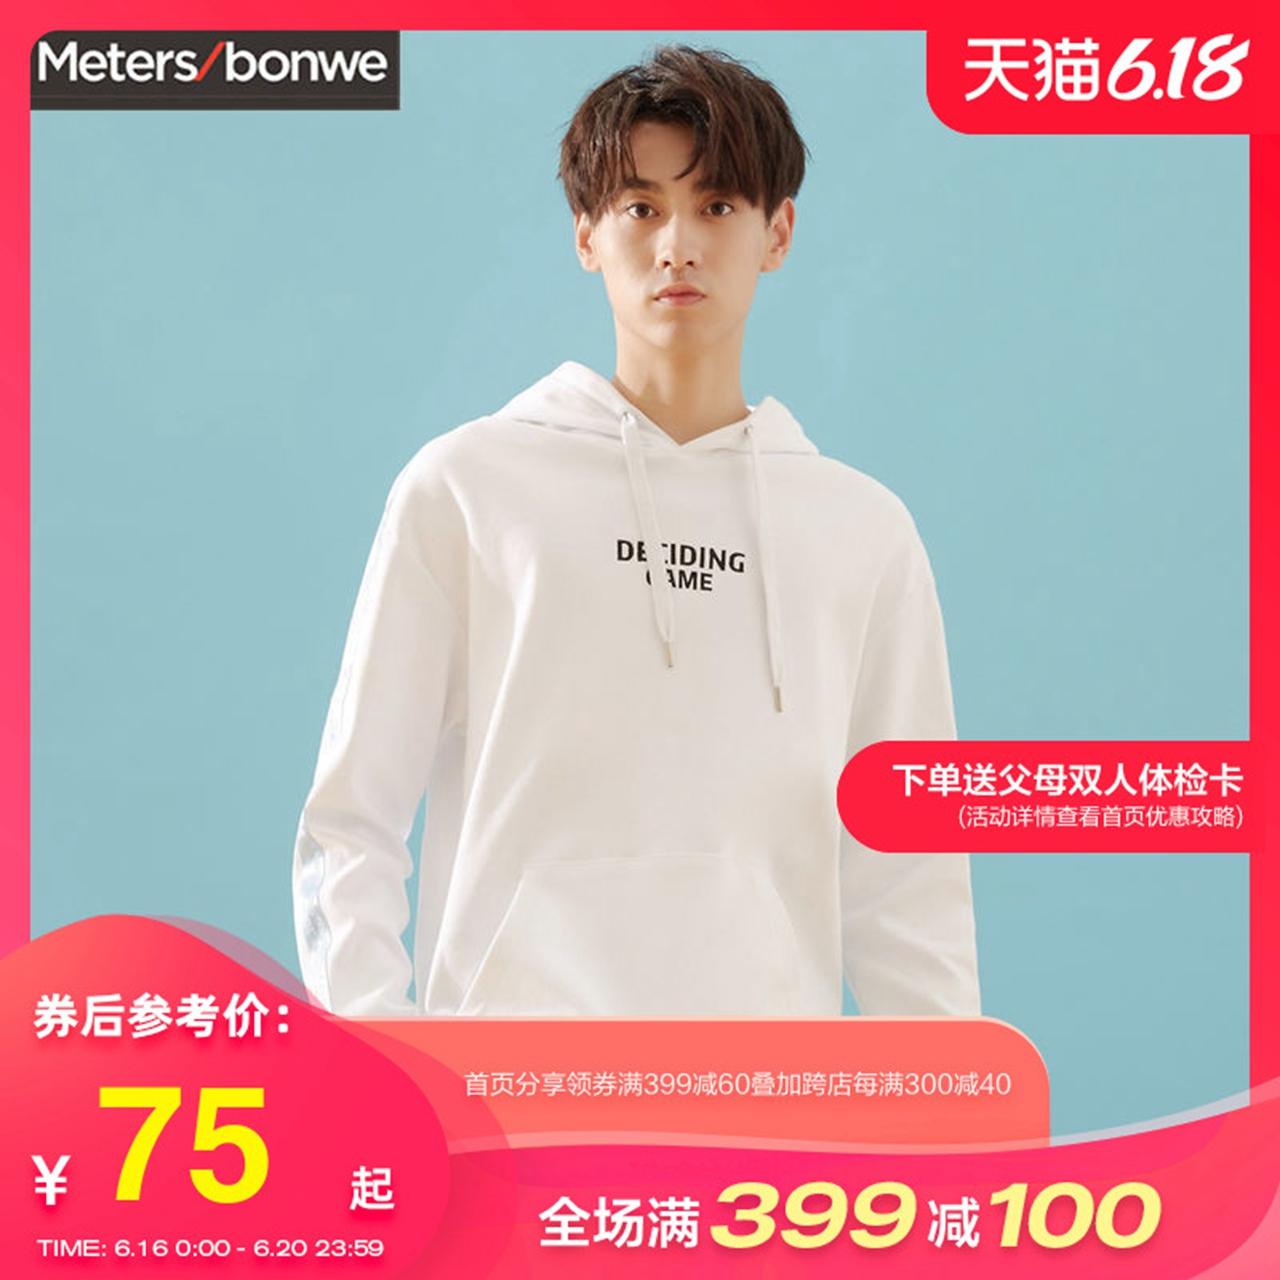 Meters/bonwe
天猫6.18
DECIDING
GAME
下单送父母双人体检卡
(活动详情查看首页优惠攻略)
券后参考价:
¥75起
TIME: 6.16 0:00 - 6.20 23:59
首页分享领券满399减60叠加跨店每满300减40
全场满399减100